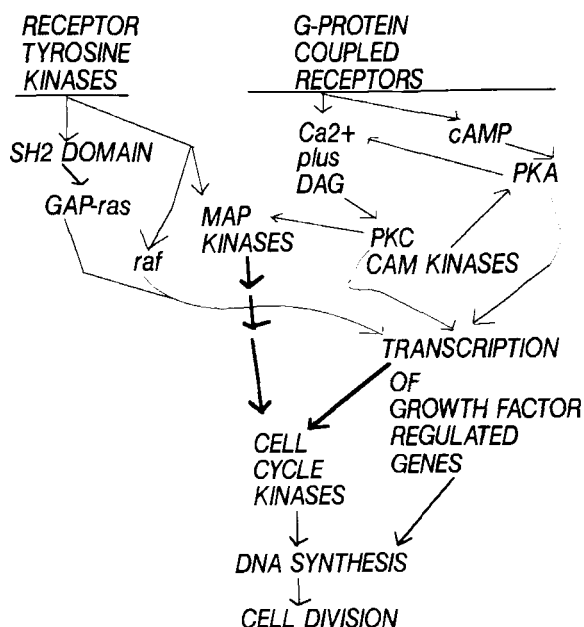 RECEPTOR
TYROSINE
KINASES
G-PROTEIN
COUPLED
RECEPTORS
SH2 DOMAIN
GAP-ras
raf
MAP
KINASES
Ca2+
plus
DAG
cAMP
PKA
PKC
CAM KINASES
TRANSCRIPTION
OF
GROWTH FACTOR
REGULATED
GENES
CELL
CYCLE
KINASES
DNA SYNTHESIS
CELL DIVISION